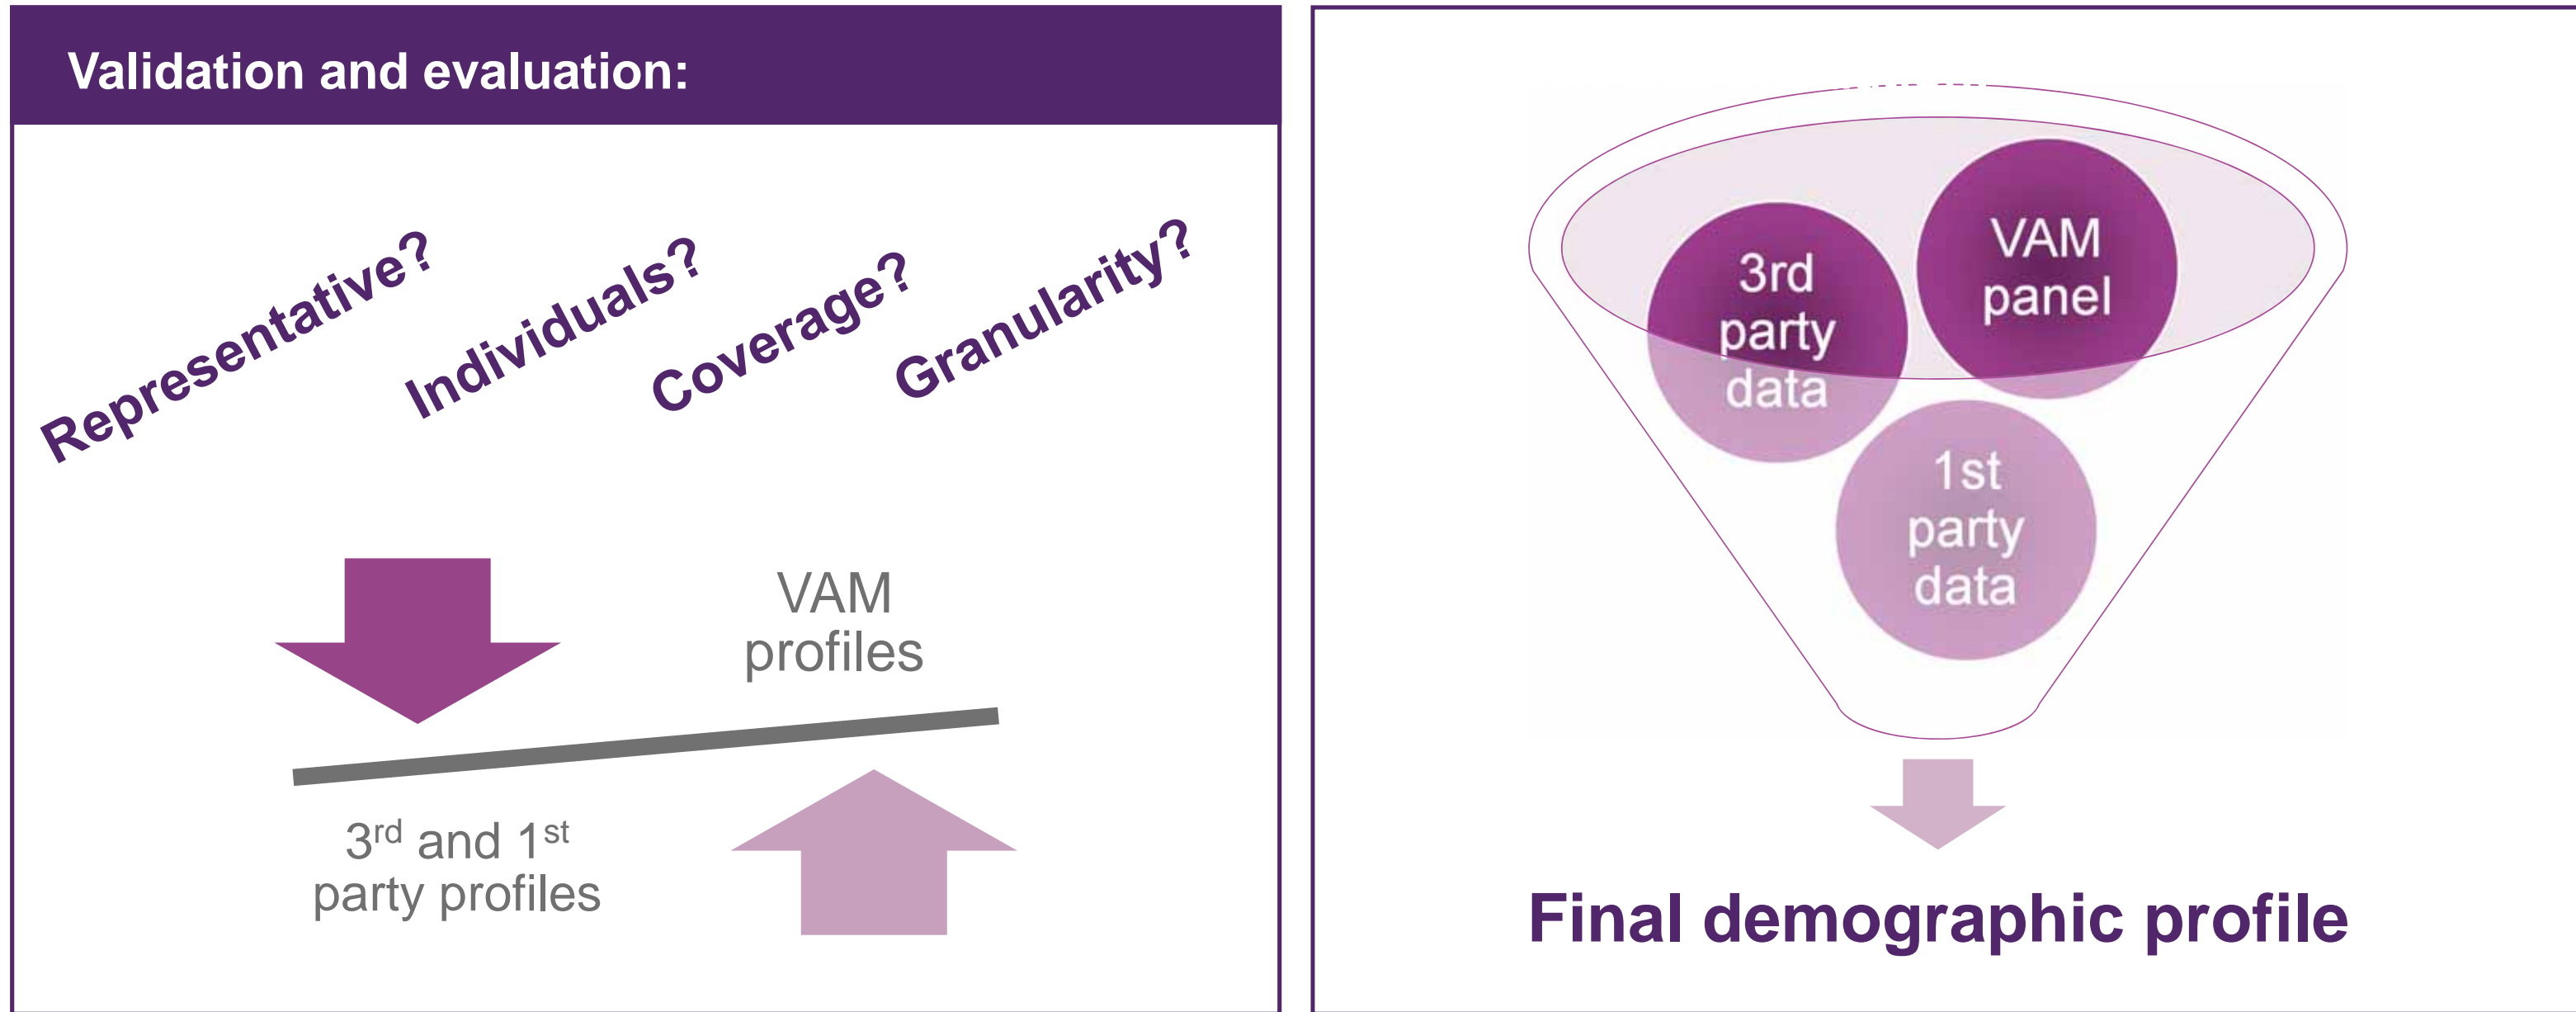 Validation and evaluation:
Representative?
Individuals?
Coverage?
Granularity?
VAM
profiles
3rd and 1st
party profiles
3rd
party
data
VAM
panel
1st
party
data
Final demographic profile